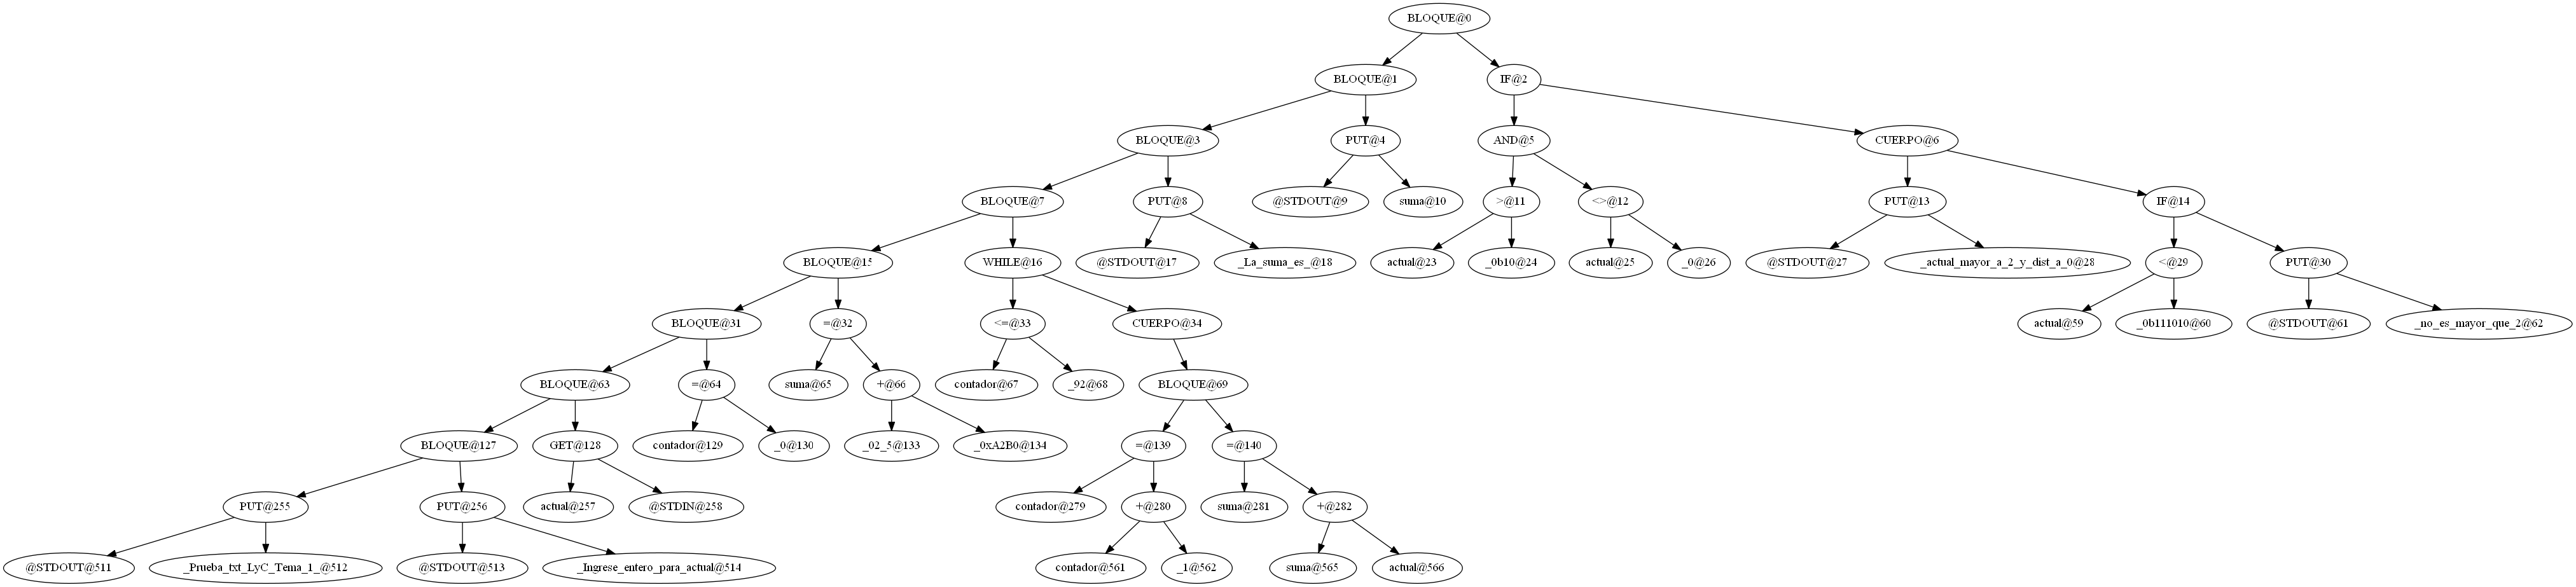 BLOQUE@0
BLOQUE@1 IF@2
BLOQUE@3 PUT@4 AND@5 CUERPO@6
BLOQUE@7 PUT@8 @STDOUT@9 suma@10 >@11 <>@12 PUT@13 IF@14
BLOQUE@15 WHILE@16 @STDOUT@17 _La_suma_es_@18 actual@23 _0b10@24 actual@25 _0@26 @STDOUT@27 _actual_mayor_a_2_y_dist_a_0@28 <@29 PUT@30
BLOQUE@31 =@32 <=@33 CUERPO@34 actual@59 _0b111010@60 @STDOUT@61 _no_es_mayor_que_2@62
BLOQUE@63 =@64 suma@65 +@66 contador@67 _92@68 BLOQUE@69
BLOQUE@127 GET@128 contador@129 _0@130 _02_5@133 _0xA2B0@134 =@139 =@140
PUT@255 PUT@256 actual@257 @STDIN@258 contador@279 +@280 suma@281 +@282
@STDOUT@511 _Prueba_txt_LyC_Tema_1_@512 @STDOUT@513 _Ingrese_entero_para_actual@514 contador@561 _1@562 suma@565 actual@566